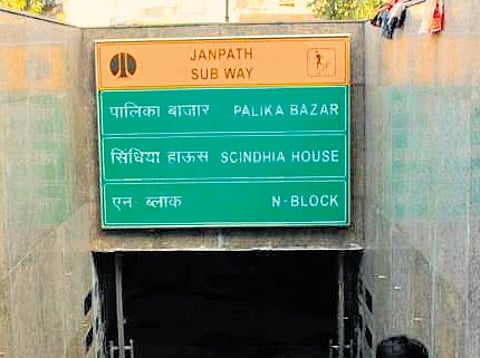 JANPATH
SUB WAY
पालिका बाज़ार PALIKA BAZAR
सिंधिया हाऊस SCINDHIA HOUSE
एन ब्लाक N-BLOCK